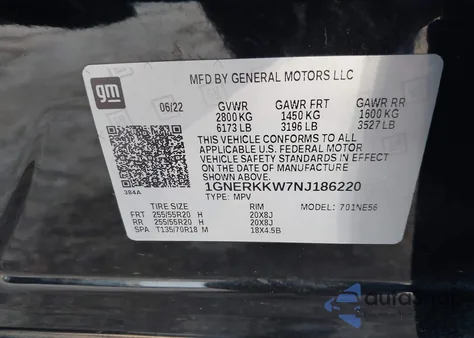 gm
MFD BY GENERAL MOTORS LLC
06/22 GVWR GAWR FRT GAWR RR
2800 KG 1450 KG 1600 KG
6173 LB 3196 LB 3527 LB
THIS VEHICLE CONFORMS TO ALL
APPLICABLE U.S. FEDERAL MOTOR
VEHICLE SAFETY STANDARDS IN EFFECT
ON THE DATE OF MANUFACTURE SHOWN ABOVE.
1GNERKKW7NJ186220
384A TYPE: MPV MODEL: 701NE56
TIRE SIZE RIM
FRT 255/55R20 H 20X8J
RR 255/55R20 H 20X8J
SPA T135/70R18 M 18X4.5B